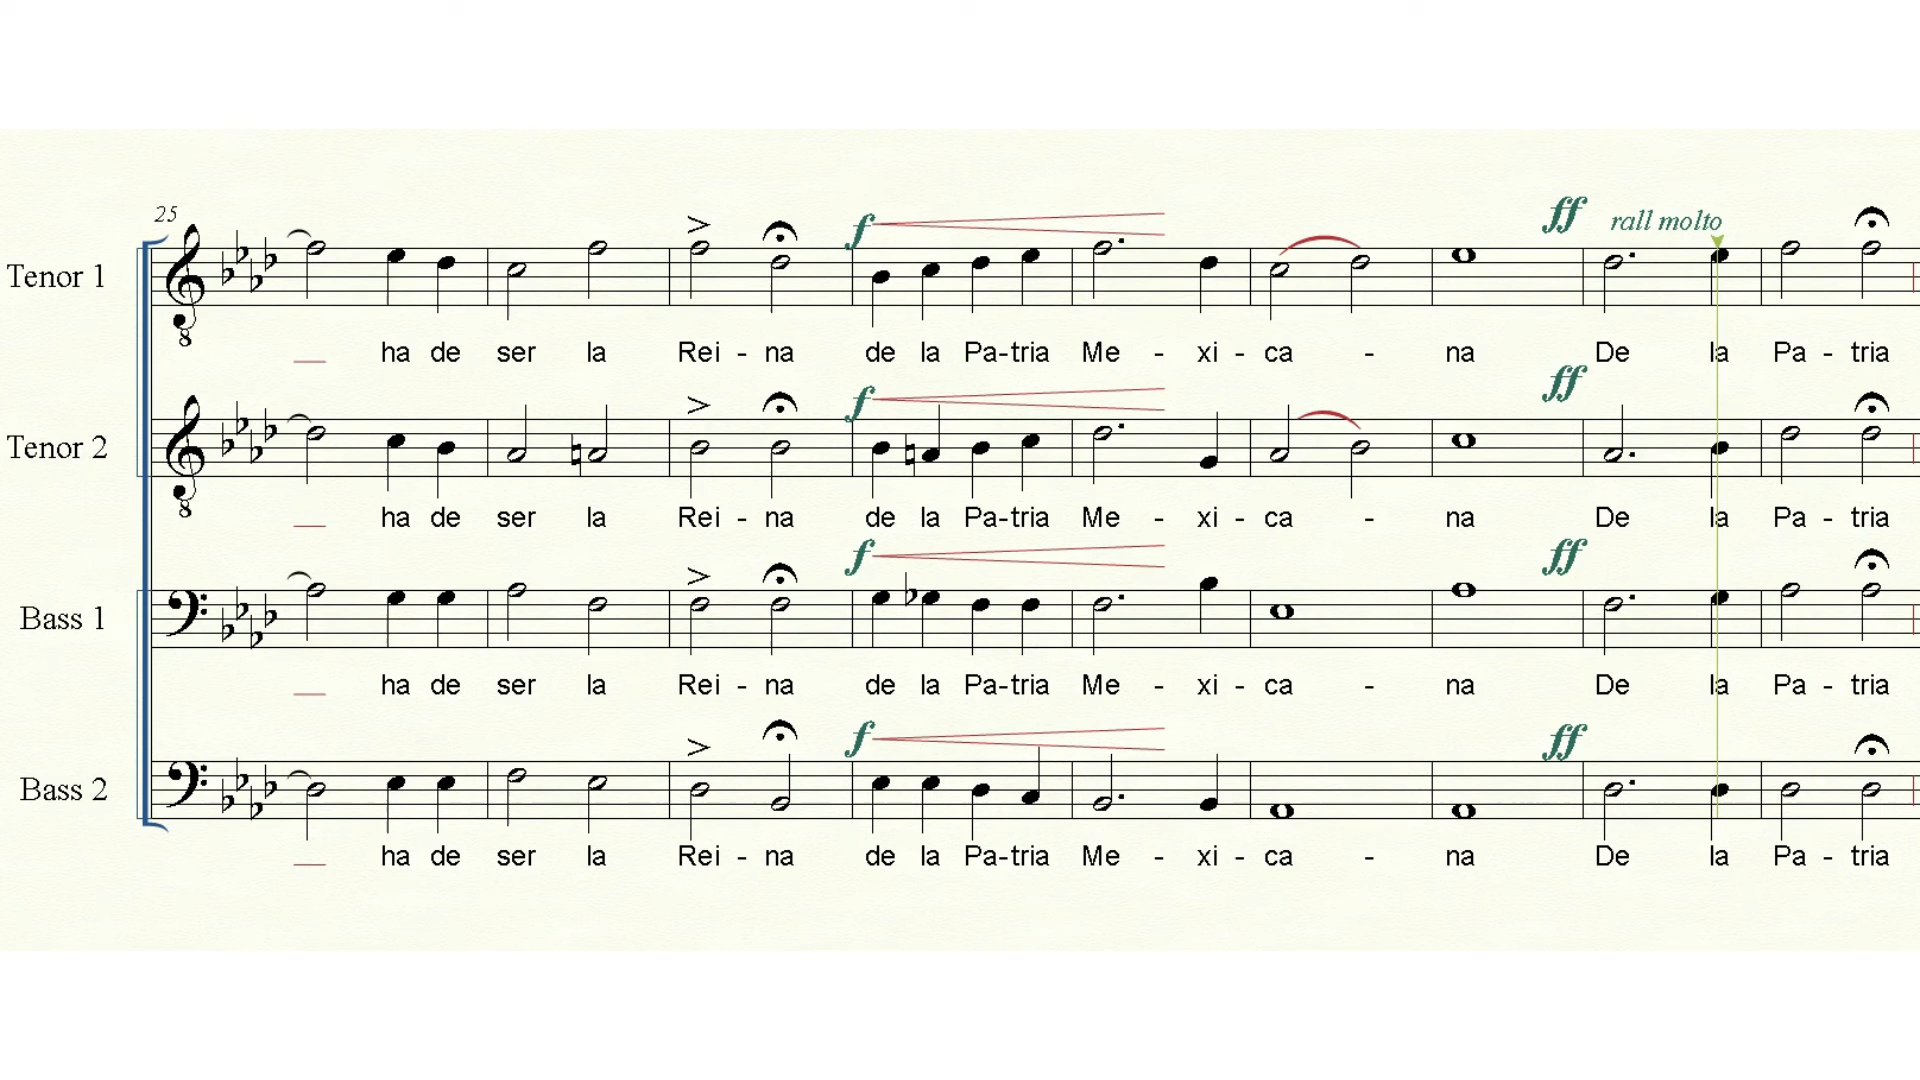 25
f
ff rall molto
Tenor 1
8
ha de ser la Rei - na de la Pa-tria Me - xi - ca - na De la Pa - tria
f
ff
Tenor 2
8
ha de ser la Rei - na de la Pa-tria Me - xi - ca - na De la Pa - tria
f
ff
Bass 1
ha de ser la Rei - na de la Pa-tria Me - xi - ca - na De la Pa - tria
f
ff
Bass 2
ha de ser la Rei - na de la Pa-tria Me - xi - ca - na De la Pa - tria